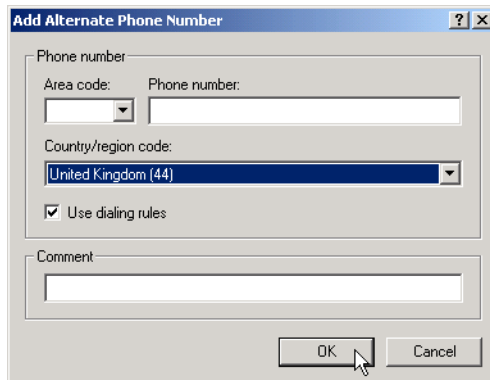 Add Alternate Phone Number
Phone number
Area code: Phone number:
Country/region code:
United Kingdom (44)
Use dialing rules
Comment
OK Cancel